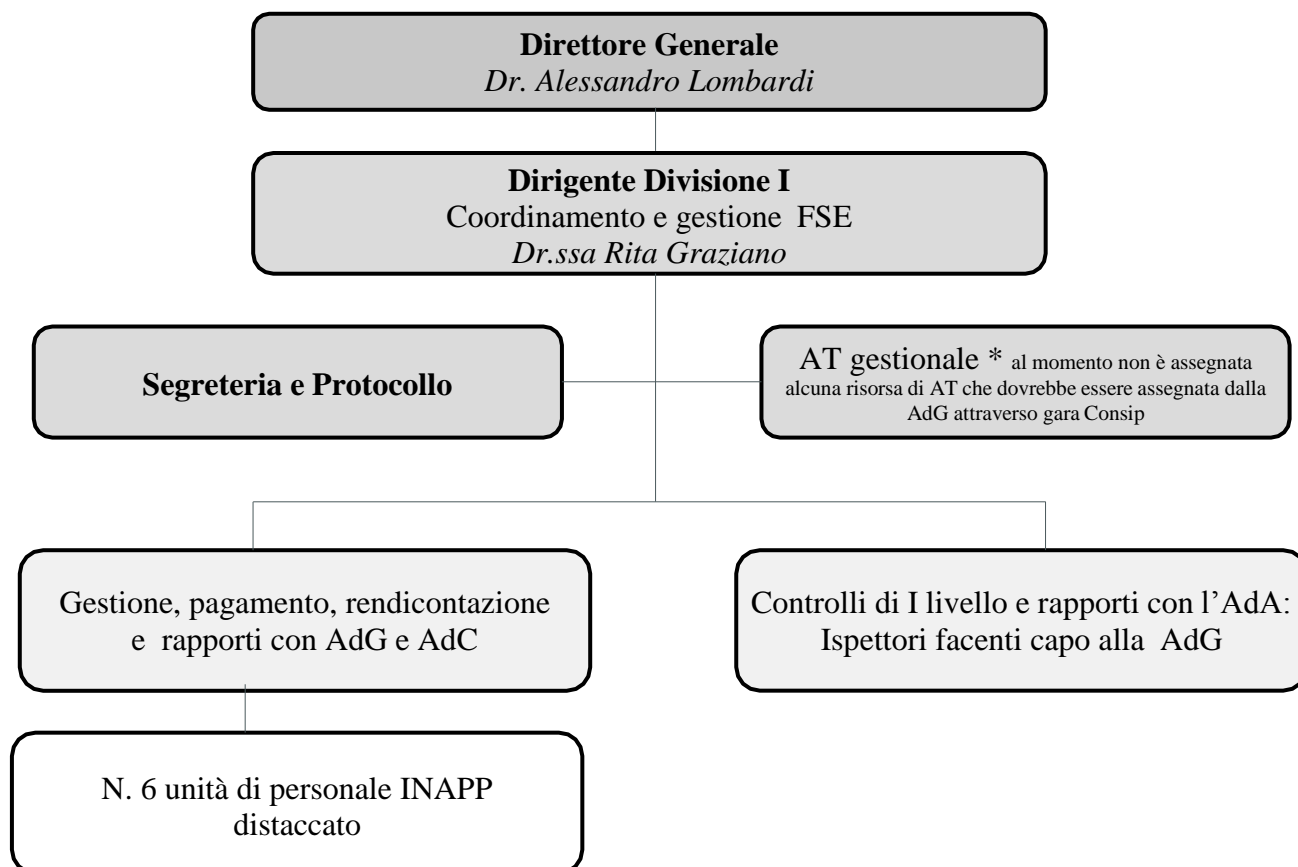 Direttore Generale
Dr. Alessandro Lombardi
Dirigente Divisione I
Coordinamento e gestione FSE
Dr.ssa Rita Graziano
Segreteria e Protocollo
AT gestionale * al momento non è assegnata
alcuna risorsa di AT che dovrebbe essere assegnata dalla
AdG attraverso gara Consip
Gestione, pagamento, rendicontazione
e rapporti con AdG e AdC
Controlli di I livello e rapporti con l’AdA:
Ispettori facenti capo alla AdG
N. 6 unità di personale INAPP
distaccato